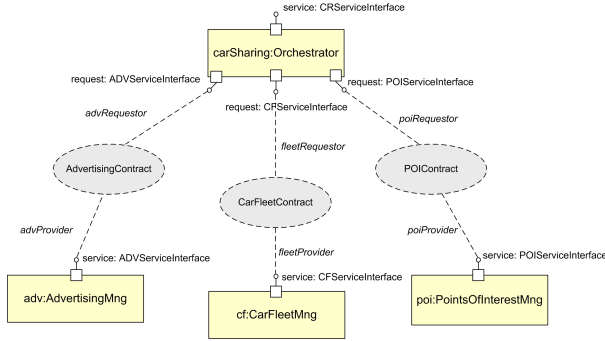 service: CRServiceInterface
carSharing:Orchestrator
request: ADVServiceInterface
request: POIServiceInterface
request: CFServiceInterface
advRequestor
poiRequestor
fleetRequestor
AdvertisingContract
POIContract
CarFleetContract
advProvider
poiProvider
fleetProvider
service: ADVServiceInterface
service: POIServiceInterface
service: CFServiceInterface
adv:AdvertisingMng
poi:PointsOfInterestMng
cf:CarFleetMng